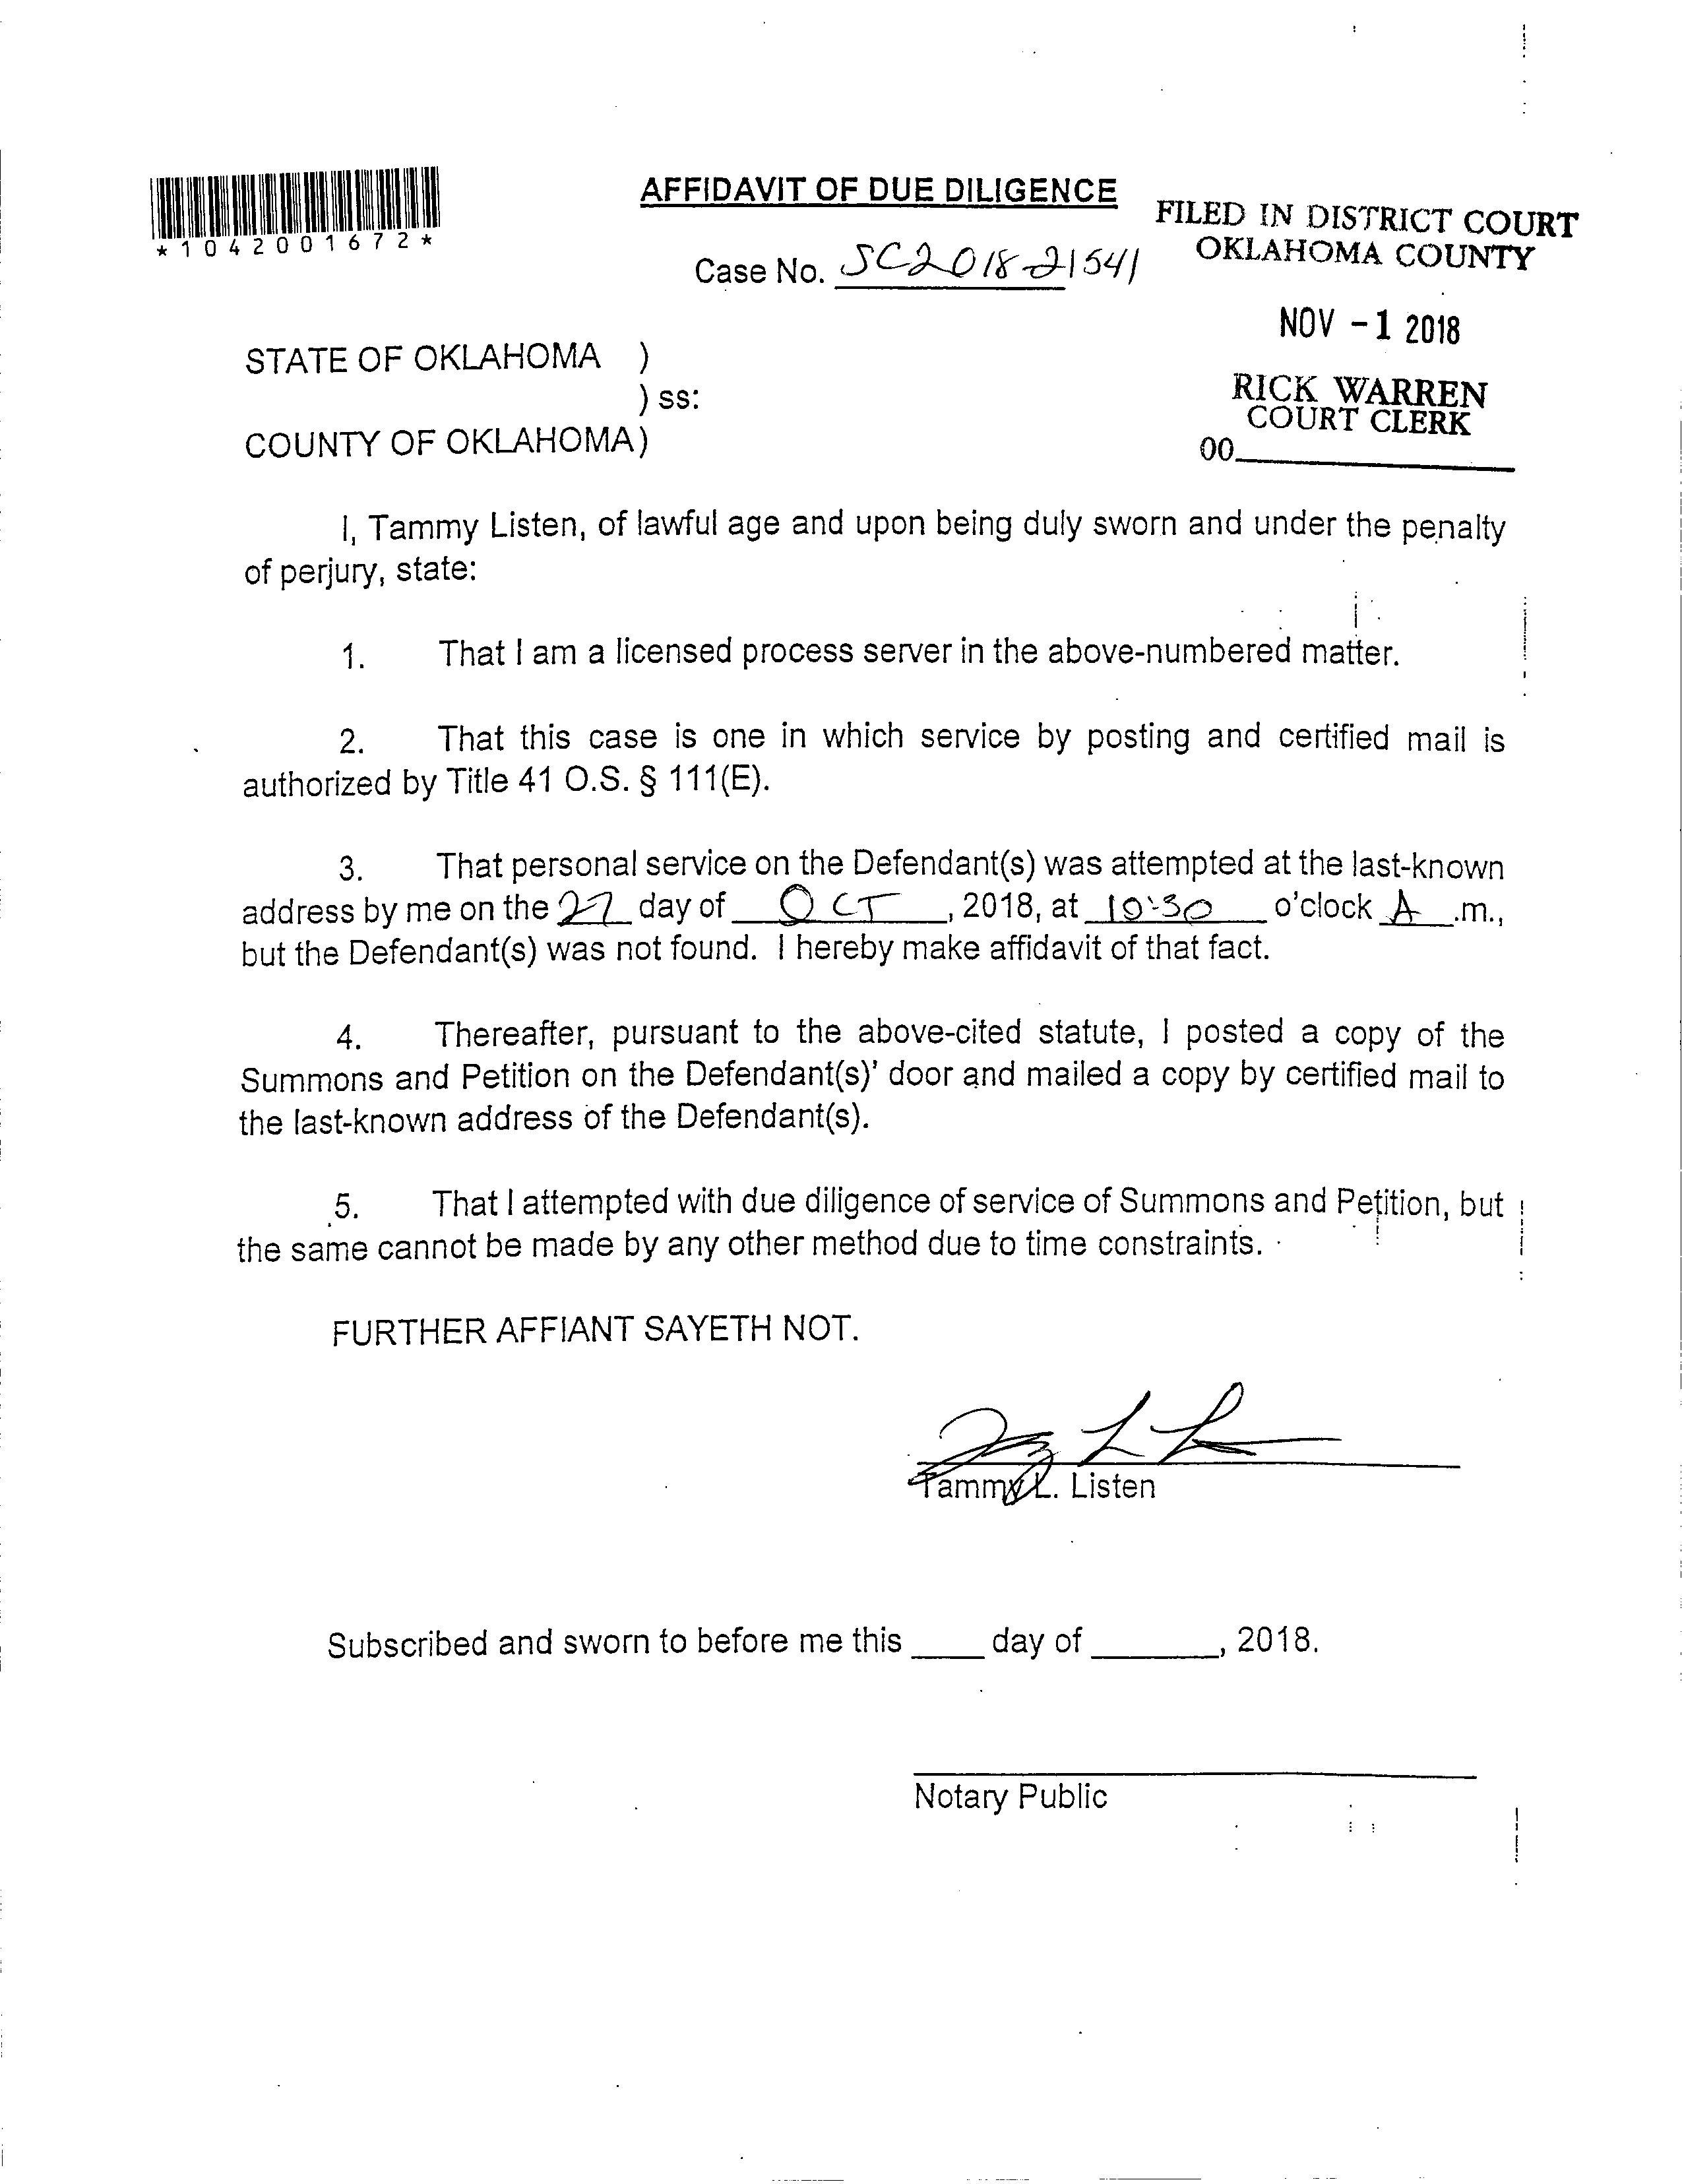 AFFIDAVIT OF DUE DILIGENCE
*1042001672*
FILED IN DISTRICT COURT
OKLAHOMA COUNTY
Case No. SC2018-21541
NOV -1 2018
STATE OF OKLAHOMA )
) ss:
COUNTY OF OKLAHOMA)
RICK WARREN
COURT CLERK
00
I, Tammy Listen, of lawful age and upon being duly sworn and under the penalty
of perjury, state:
1. That I am a licensed process server in the above-numbered matter.
2. That this case is one in which service by posting and certified mail is
authorized by Title 41 O.S. § 111(E).
3. That personal service on the Defendant(s) was attempted at the last-known
address by me on the 27 day of OCT, 2018, at 10:30 o'clock A .m.,
but the Defendant(s) was not found. I hereby make affidavit of that fact.
4. Thereafter, pursuant to the above-cited statute, I posted a copy of the
Summons and Petition on the Defendant(s)' door and mailed a copy by certified mail to
the last-known address of the Defendant(s).
5. That I attempted with due diligence of service of Summons and Petition, but
the same cannot be made by any other method due to time constraints.
FURTHER AFFIANT SAYETH NOT.
Tammy L. Listen
Subscribed and sworn to before me this ____ day of _______, 2018.
Notary Public